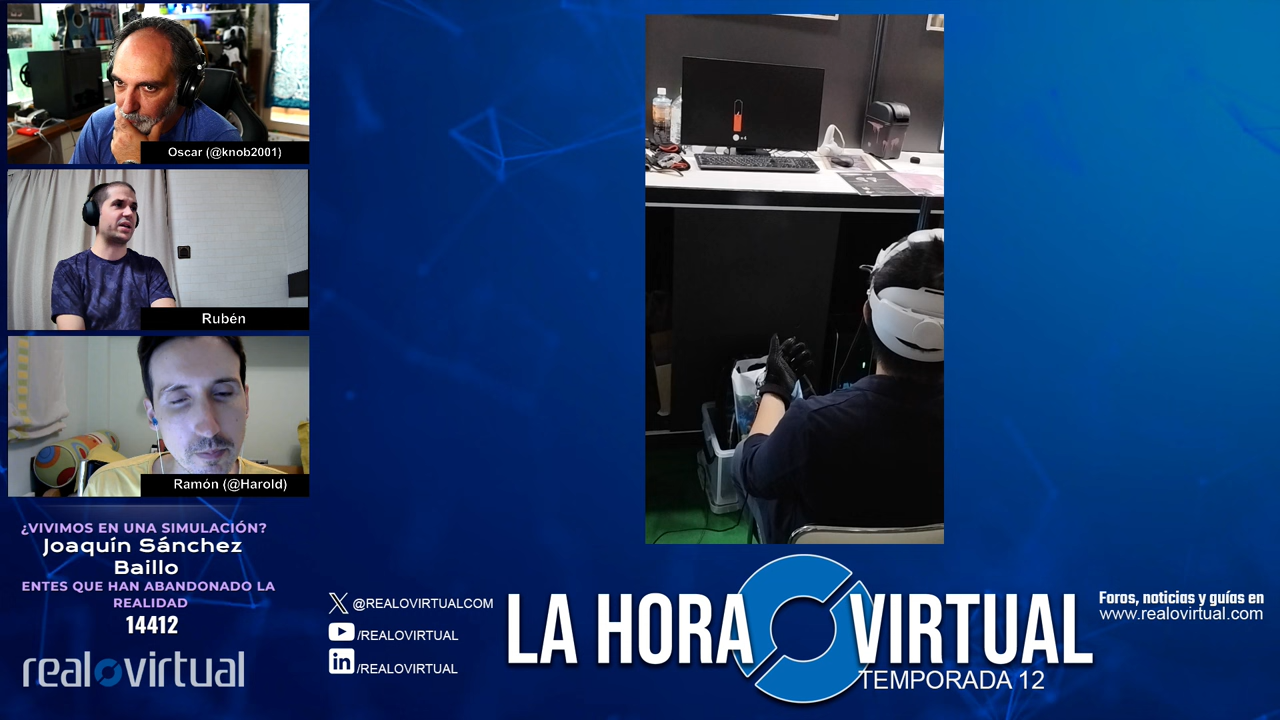 Oscar (@knob2001)
Rubén
Ramón (@Harold)
¿VIVIMOS EN UNA SIMULACIÓN?
Joaquín Sánchez
Baillo
ENTES QUE HAN ABANDONADO LA
REALIDAD
14412
realovirtual
@REALOVIRTUALCOM
/REALOVIRTUAL
/REALOVIRTUAL
LA HORA VIRTUAL
TEMPORADA 12
Foros, noticias y guías en
www.realovirtual.com